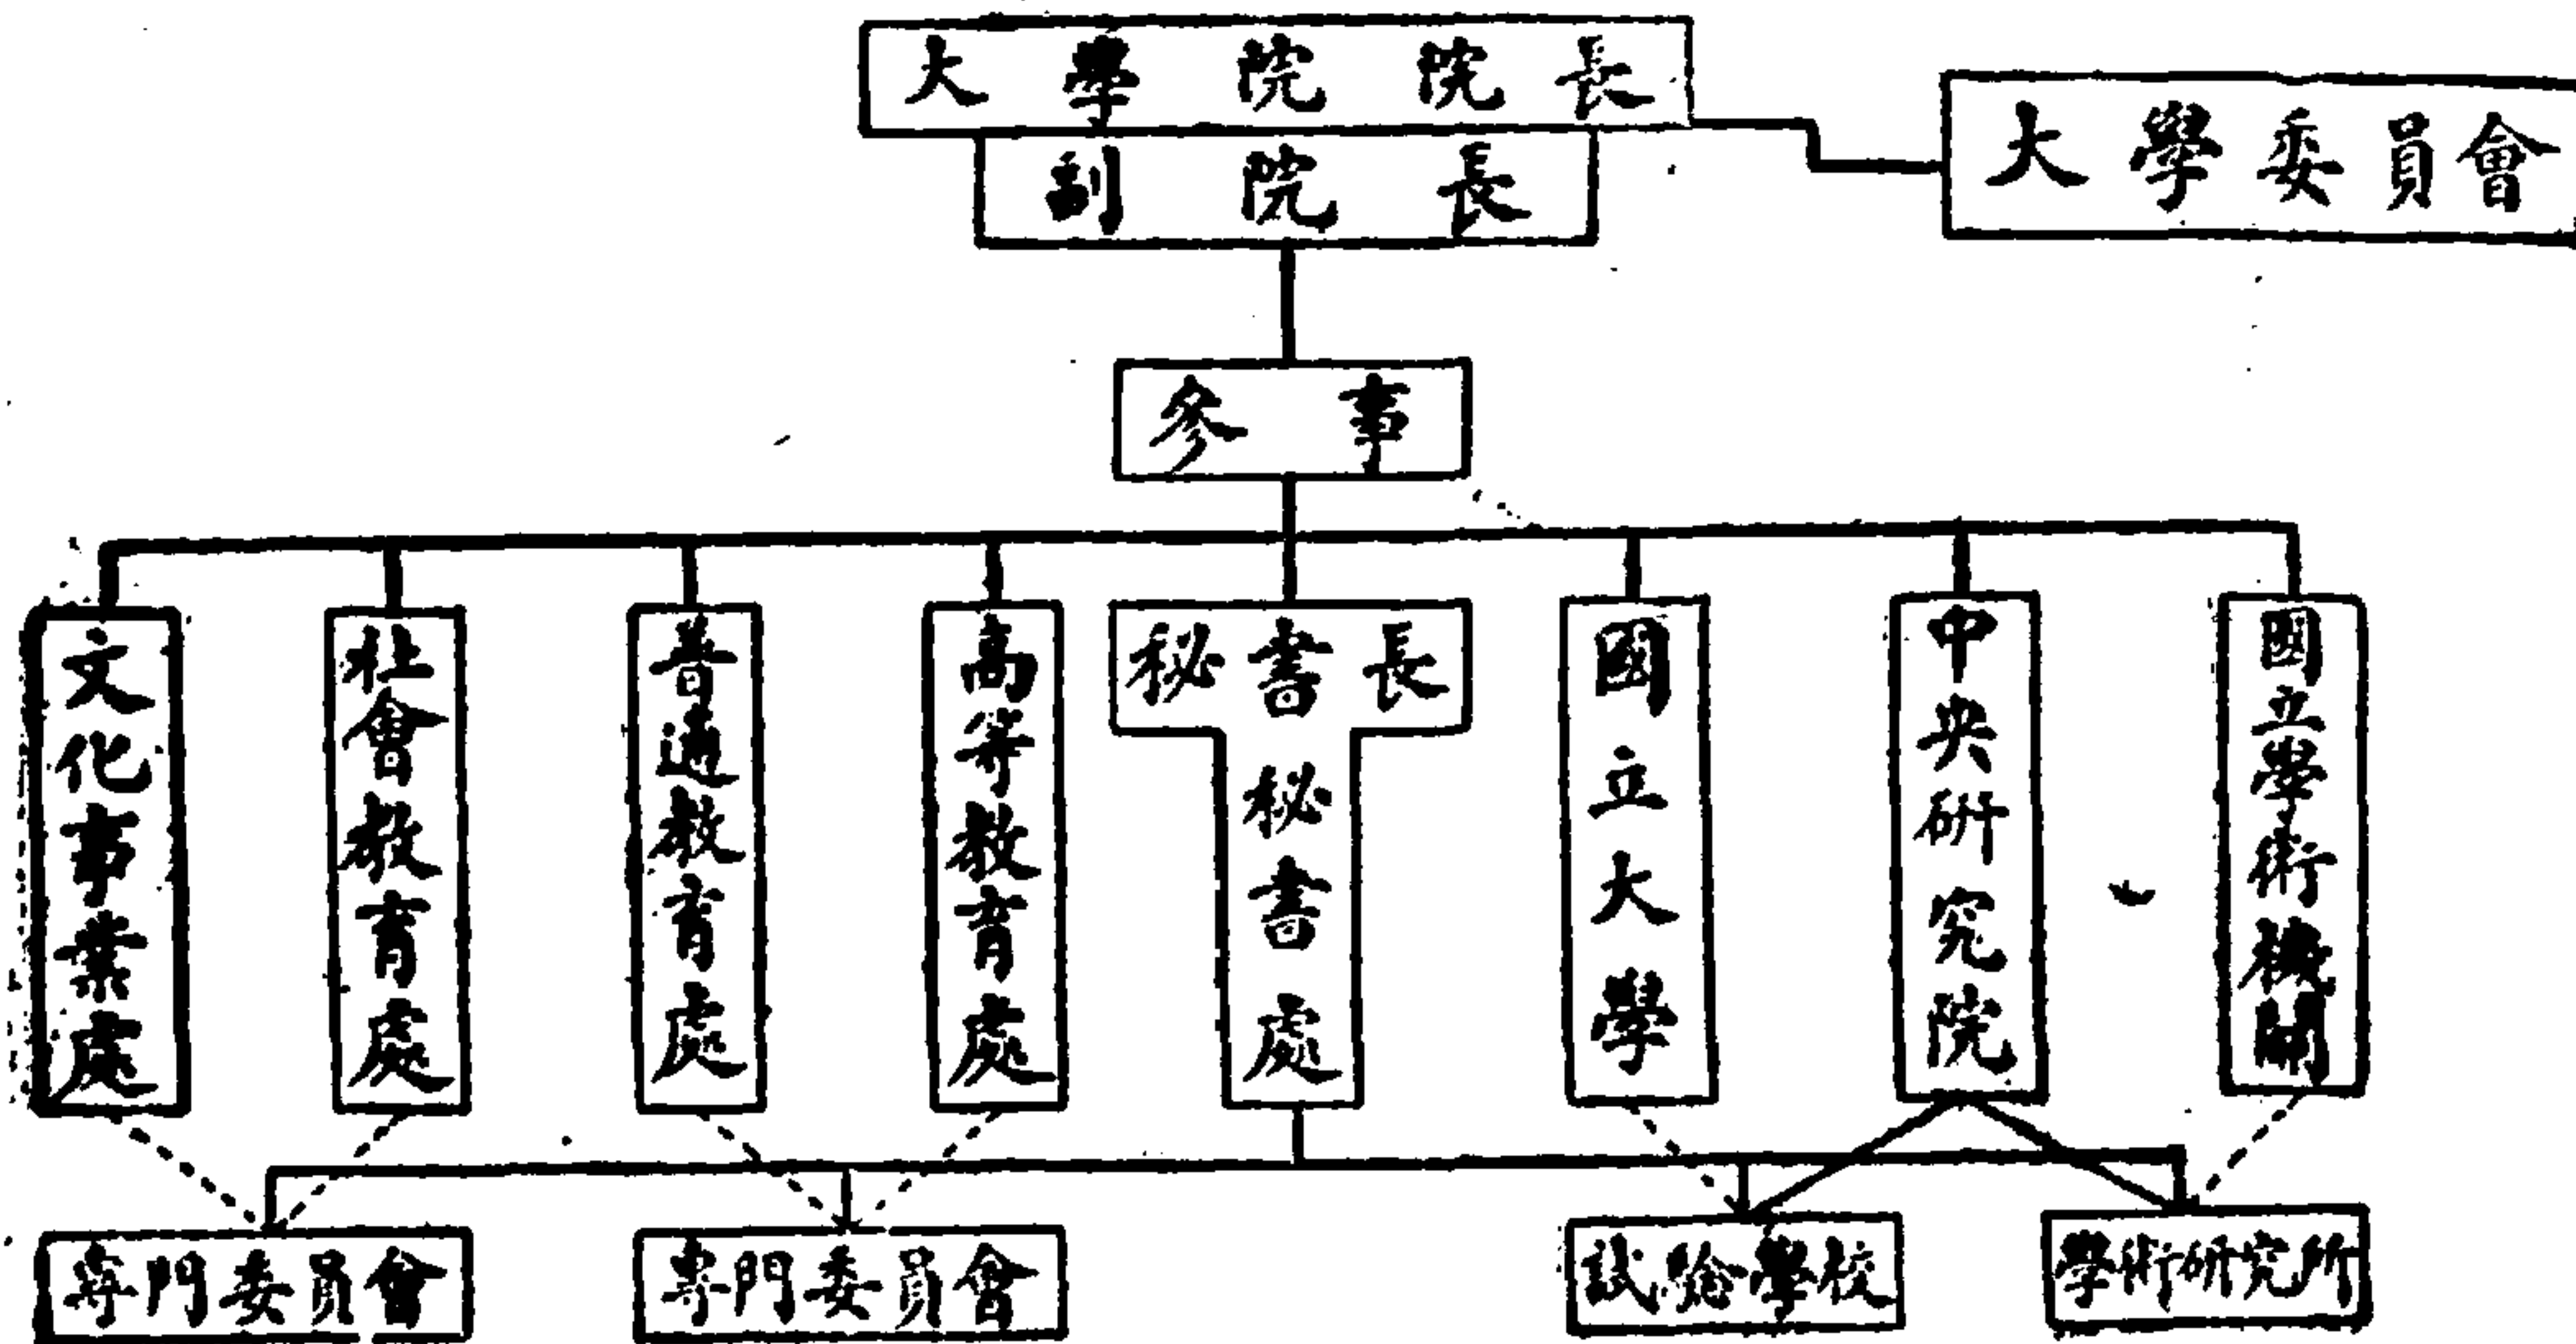 大學院院長
大學委員會
副院長
參事
文化事業處
社會教育處
普通教育處
高等教育處
秘書長
秘書處
國立大學
中央研究院
國立學術機關
專門委員會
專門委員會
試驗學校
學術研究所